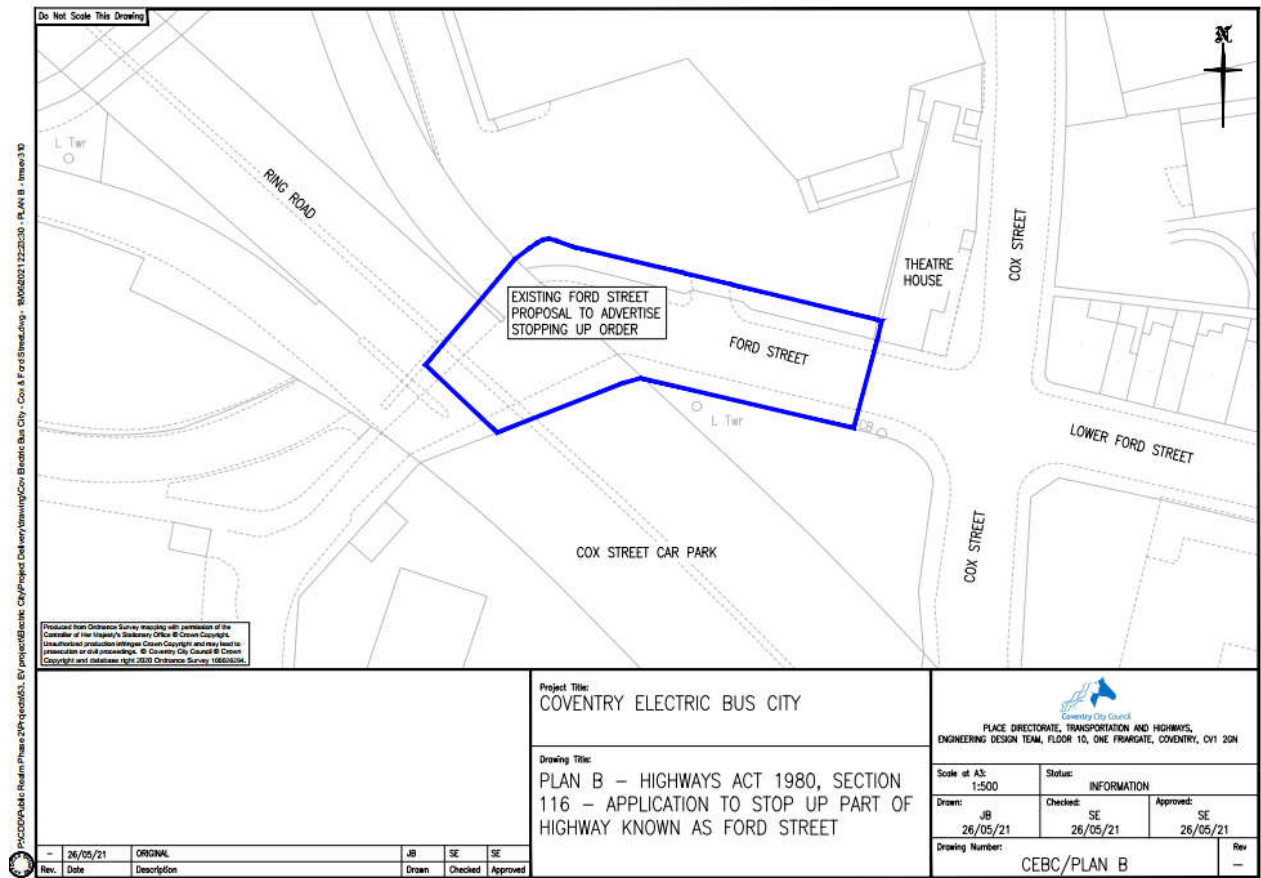 Do Not Scale This Drawing
N
L Twr
RING ROAD
EXISTING FORD STREET
PROPOSAL TO ADVERTISE
STOPPING UP ORDER
FORD STREET
THEATRE
HOUSE
COX STREET
L Twr
CB
LOWER FORD STREET
COX STREET
COX STREET CAR PARK
Produced from Ordnance Survey mapping with permission of the
Controller of Her Majesty's Stationery Office © Crown Copyright.
Unauthorized production infringes Crown Copyright and may lead to
prosecution or civil proceedings. © Coventry City Council © Crown
Copyright and database right 2020 Ordnance Survey
Project Title:
COVENTRY ELECTRIC BUS CITY
Drawing Title:
PLAN B – HIGHWAYS ACT 1980, SECTION
116 – APPLICATION TO STOP UP PART OF
HIGHWAY KNOWN AS FORD STREET
Coventry City Council
PLACE DIRECTORATE, TRANSPORTATION AND HIGHWAYS,
ENGINEERING DESIGN TEAM, FLOOR 10, ONE FRIARGATE, COVENTRY, CV1 2GN
Scale at A3:
1:500
Status:
INFORMATION
Drawn:
JB
26/05/21
Checked:
SE
26/05/21
Approved:
SE
26/05/21
Drawing Number:
CEBC/PLAN B
Rev
–
– 26/05/21 ORIGINAL JB SE SE
Rev. Date Description Drawn Checked Approved